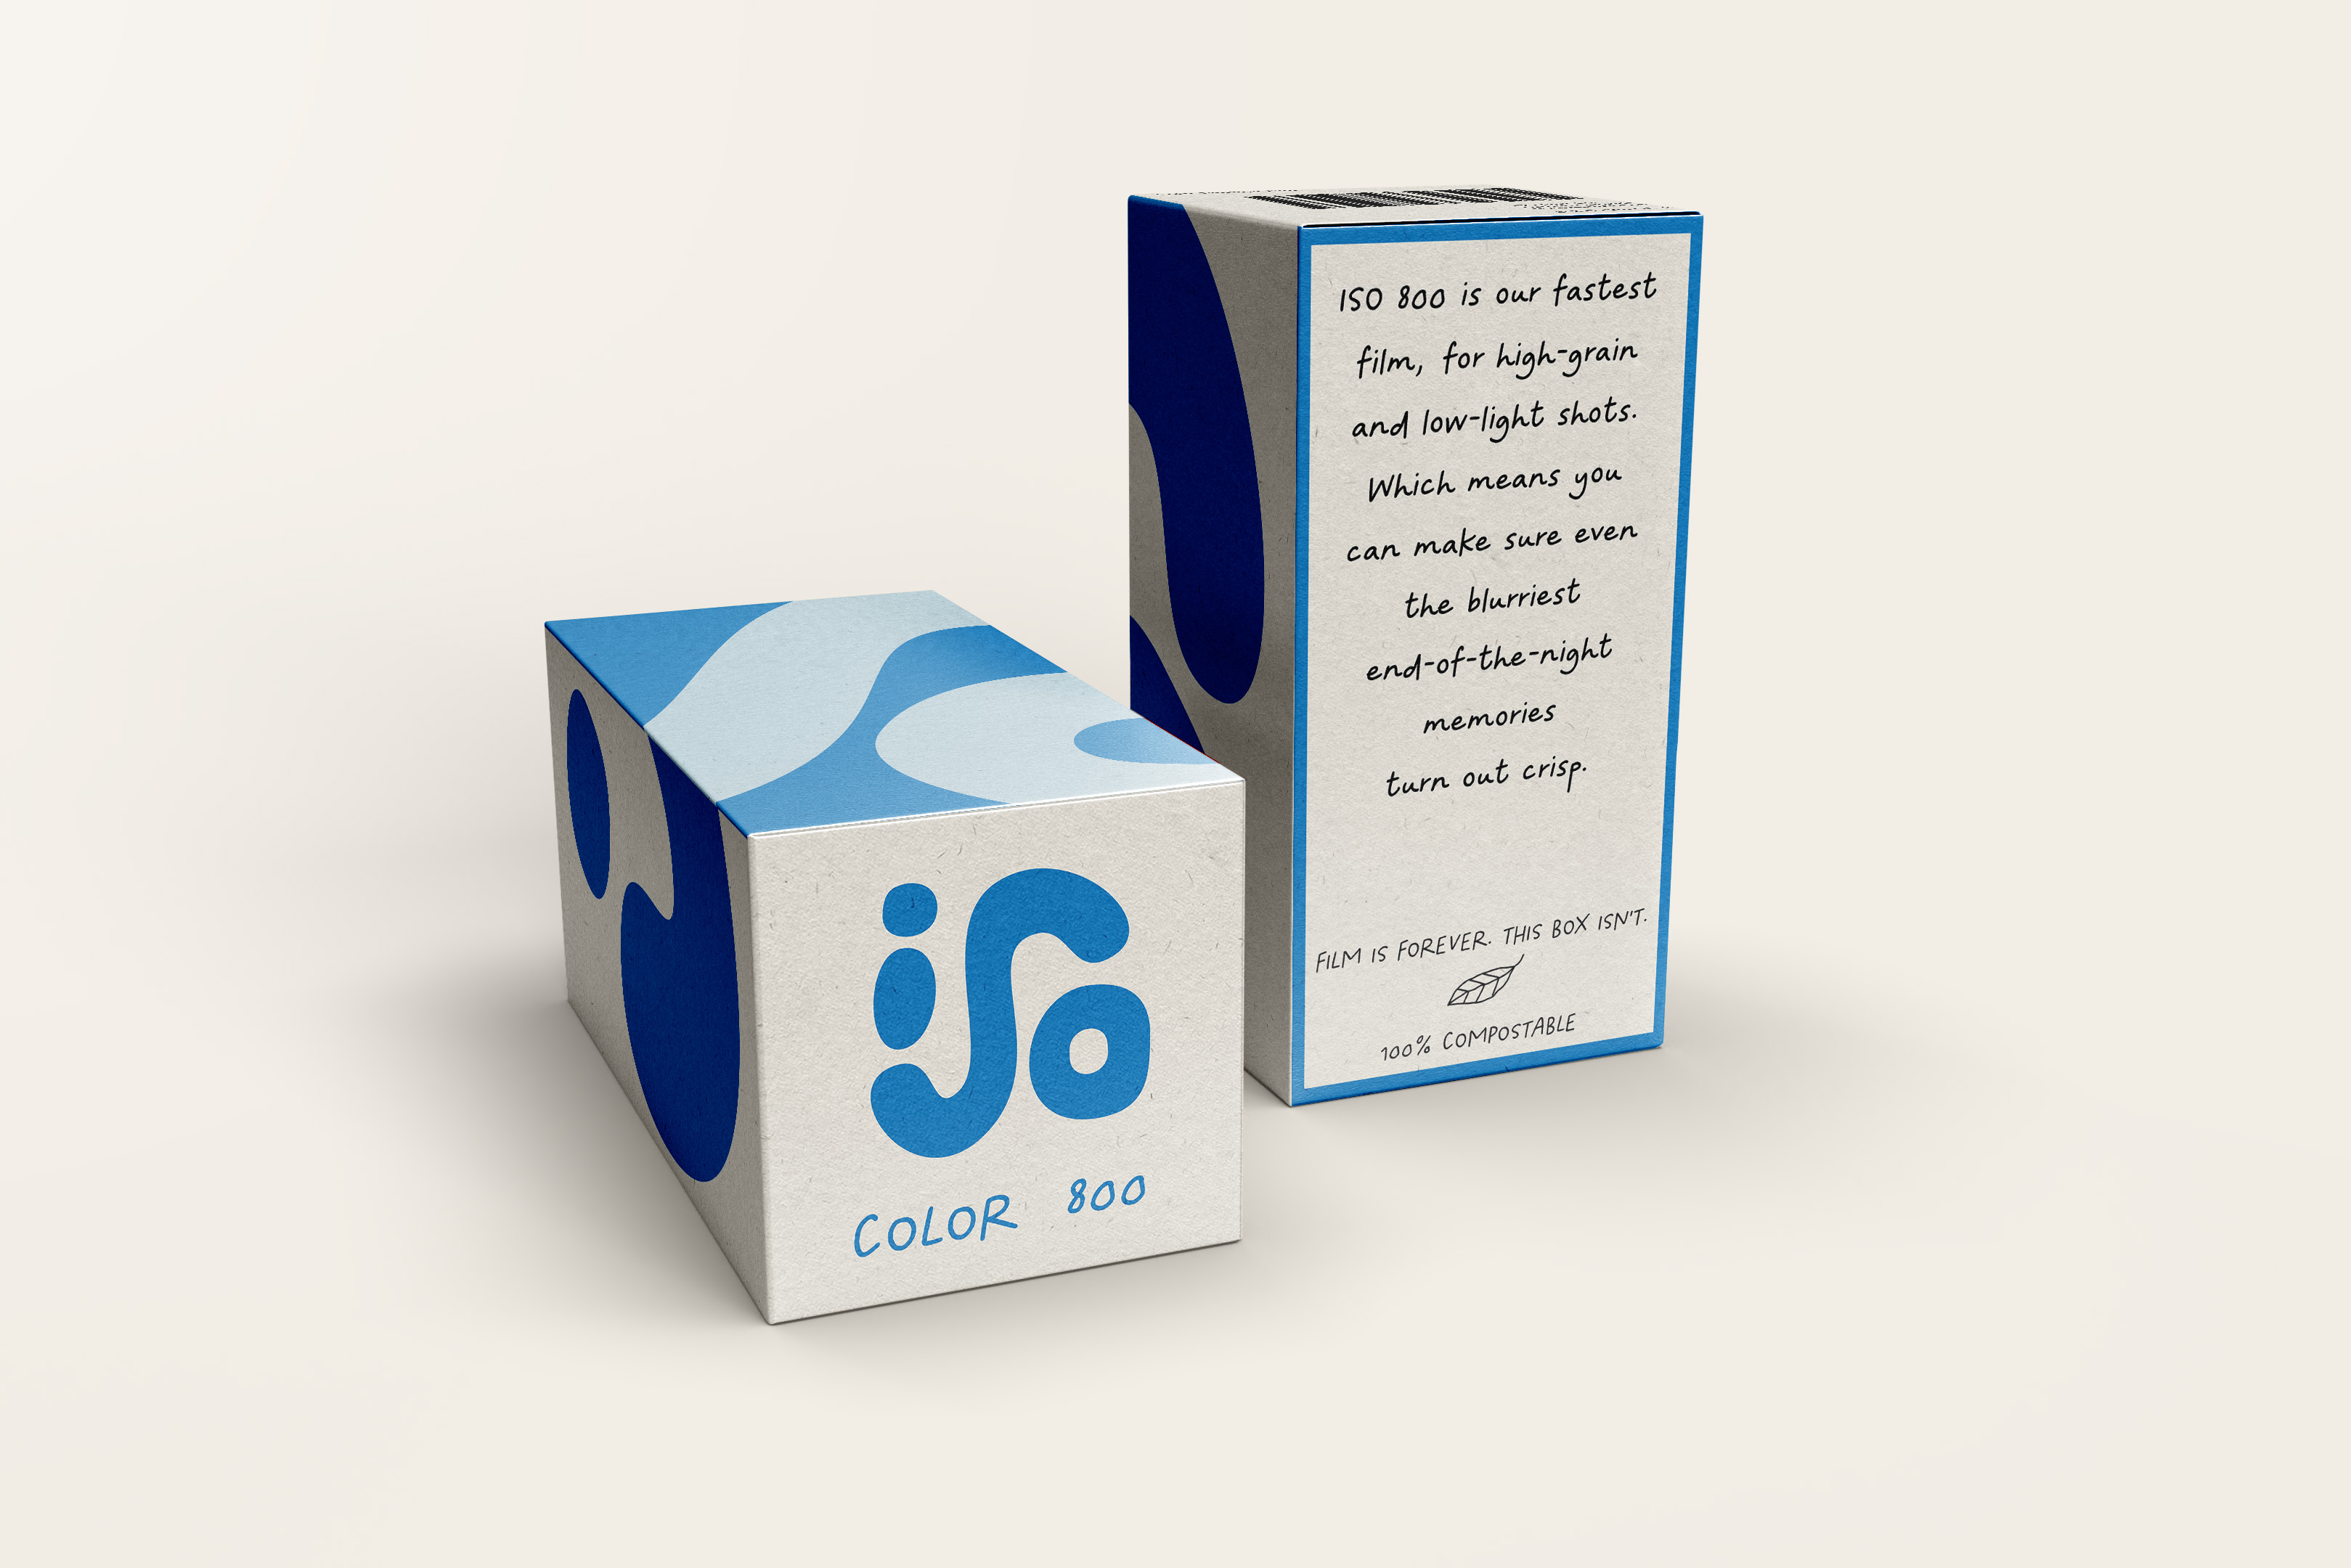 iso
COLOR 800
ISO 800 is our fastest
film, for high-grain
and low-light shots.
Which means you
can make sure even
the blurriest
end-of-the-night
memories
turn out crisp.
FILM IS FOREVER. THIS BOX ISN'T.
100% COMPOSTABLE